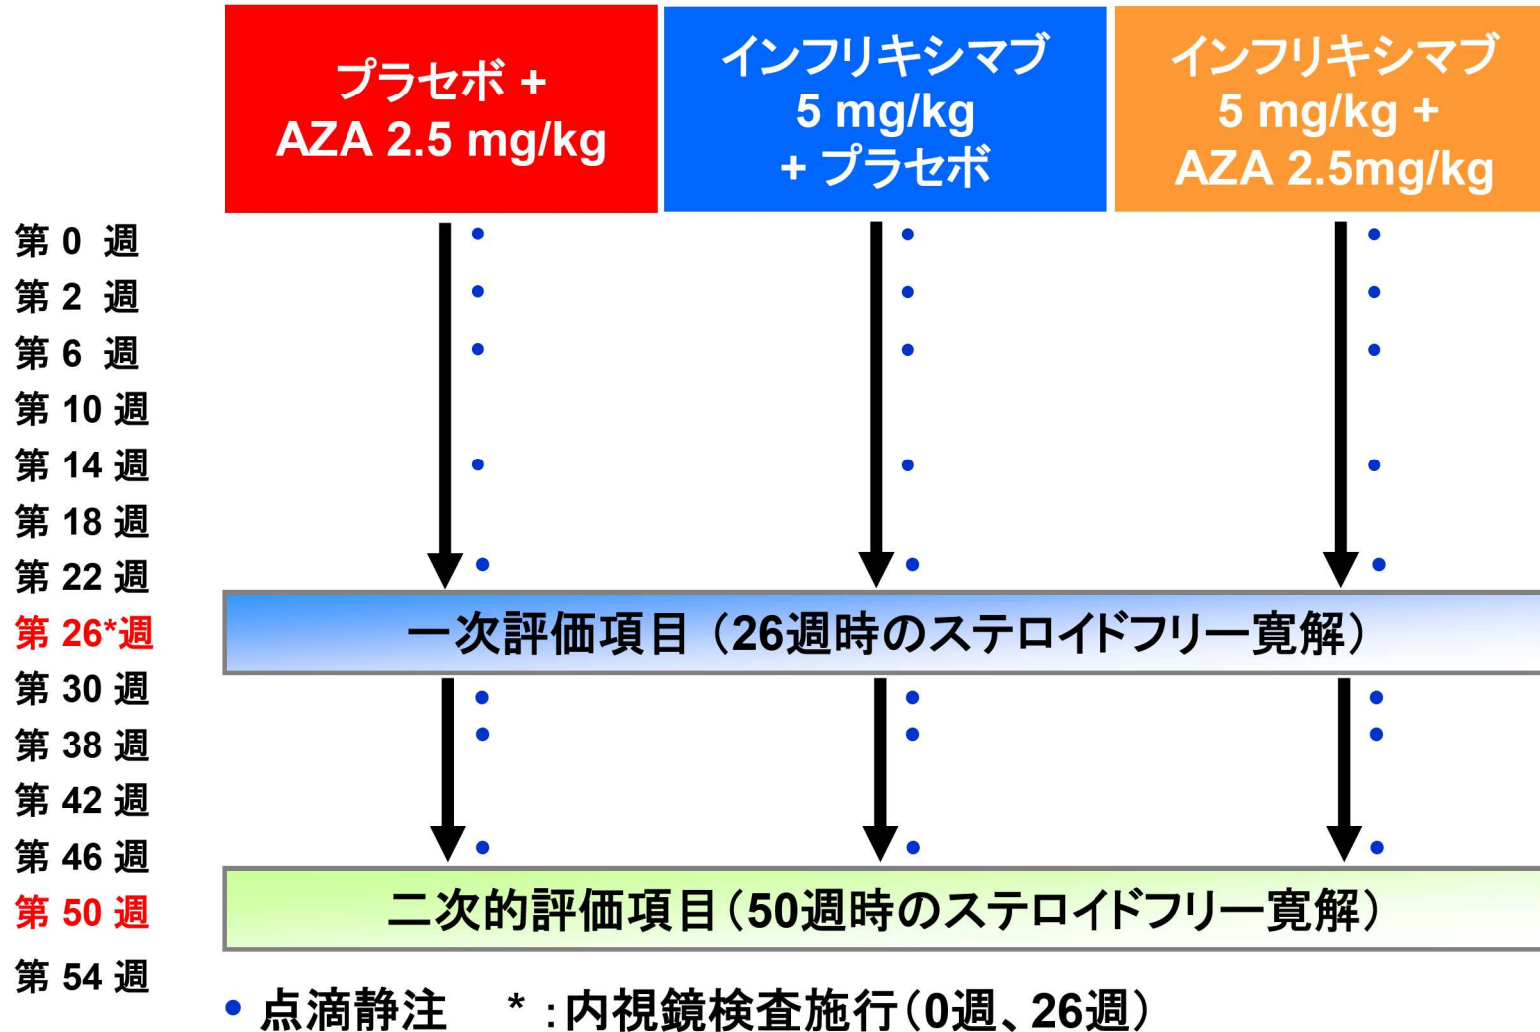 プラセボ +
AZA 2.5 mg/kg
インフリキシマブ
5 mg/kg
+ プラセボ
インフリキシマブ
5 mg/kg +
AZA 2.5mg/kg
第 0 週
第 2 週
第 6 週
第 10 週
第 14 週
第 18 週
第 22 週
第 26*週
一次評価項目（26週時のステロイドフリー寛解）
第 30 週
第 38 週
第 42 週
第 46 週
第 50 週
二次的評価項目（50週時のステロイドフリー寛解）
第 54 週
• 点滴静注 *：内視鏡検査施行（0週、26週）